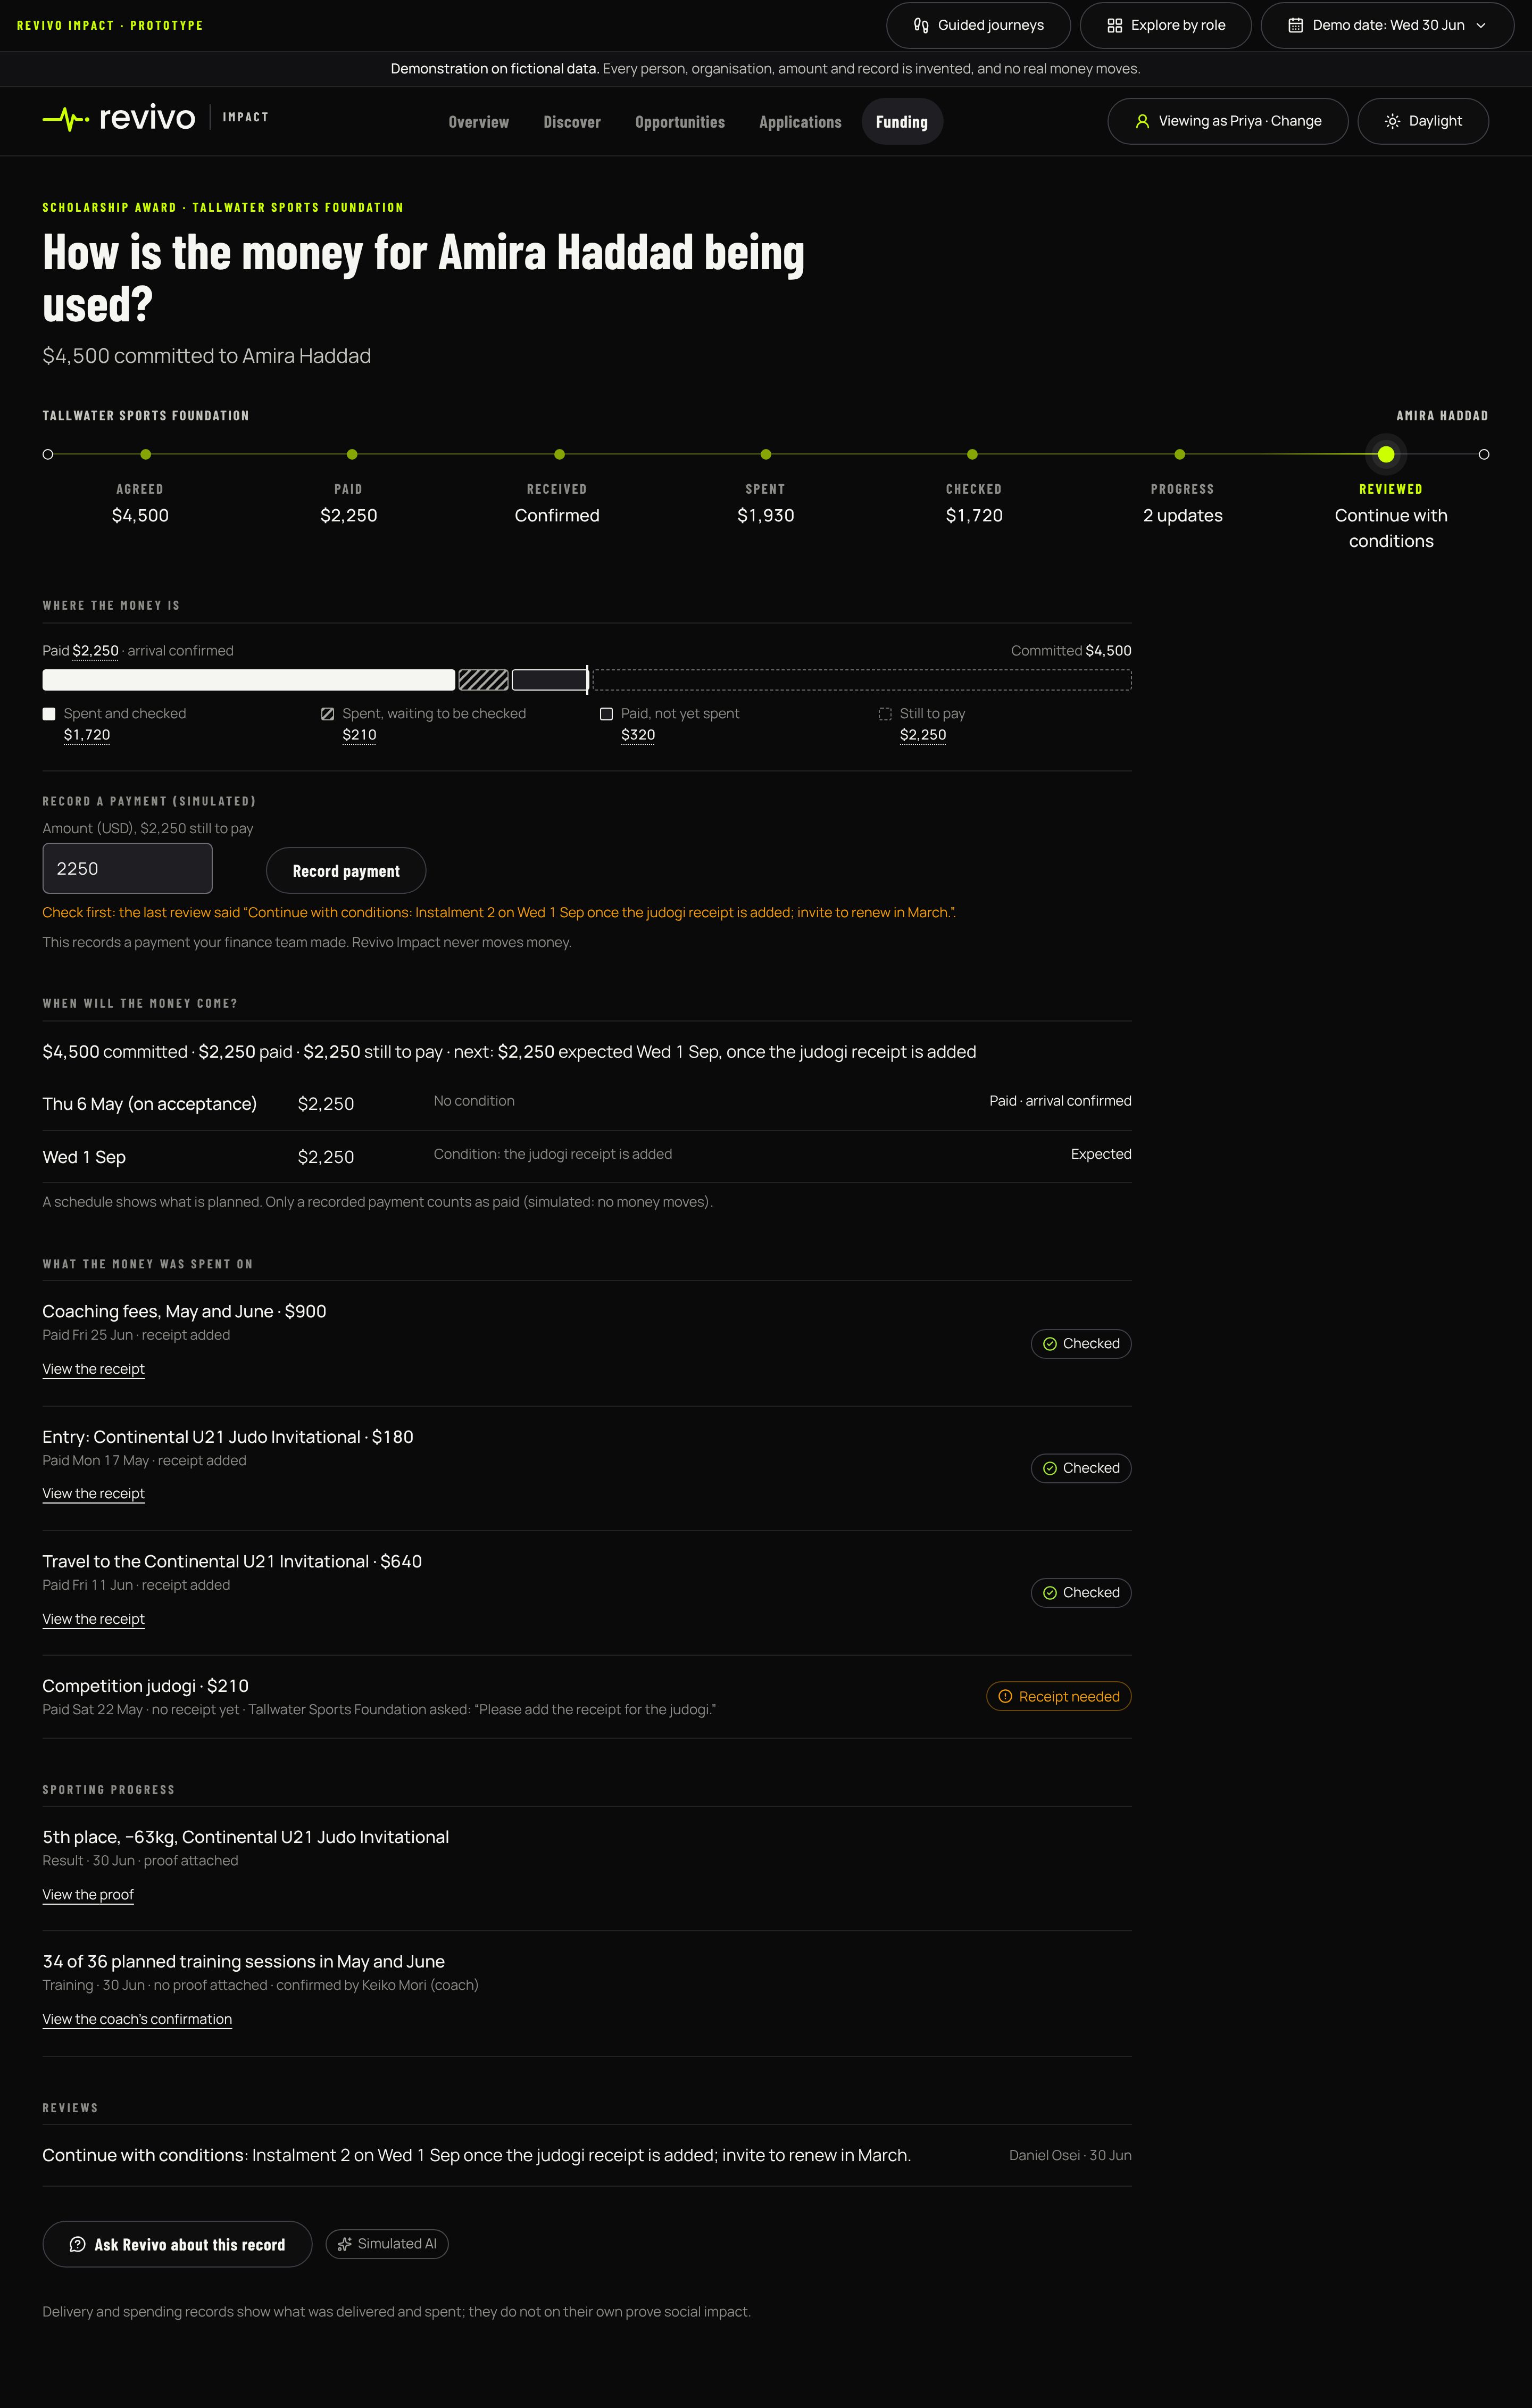 REVIVO IMPACT · PROTOTYPE
Guided journeys
Explore by role
Demo date: Wed 30 Jun
Demonstration on fictional data. Every person, organisation, amount and record is invented, and no real money moves.
revivo
IMPACT
Overview
Discover
Opportunities
Applications
Funding
Viewing as Priya · Change
Daylight
SCHOLARSHIP AWARD · TALLWATER SPORTS FOUNDATION
How is the money for Amira Haddad being
used?
$4,500 committed to Amira Haddad
TALLWATER SPORTS FOUNDATION
AMIRA HADDAD
AGREED
$4,500
PAID
$2,250
RECEIVED
Confirmed
SPENT
$1,930
CHECKED
$1,720
PROGRESS
2 updates
REVIEWED
Continue with
conditions
WHERE THE MONEY IS
Paid $2,250 · arrival confirmed
Committed $4,500
Spent and checked
$1,720
Spent, waiting to be checked
$210
Paid, not yet spent
$320
Still to pay
$2,250
RECORD A PAYMENT (SIMULATED)
Amount (USD), $2,250 still to pay
2250
Record payment
Check first: the last review said “Continue with conditions: Instalment 2 on Wed 1 Sep once the judogi receipt is added; invite to renew in March.”.
This records a payment your finance team made. Revivo Impact never moves money.
WHEN WILL THE MONEY COME?
$4,500 committed · $2,250 paid · $2,250 still to pay · next: $2,250 expected Wed 1 Sep, once the judogi receipt is added
Thu 6 May (on acceptance)
$2,250
No condition
Paid · arrival confirmed
Wed 1 Sep
$2,250
Condition: the judogi receipt is added
Expected
A schedule shows what is planned. Only a recorded payment counts as paid (simulated: no money moves).
WHAT THE MONEY WAS SPENT ON
Coaching fees, May and June · $900
Paid Fri 25 Jun · receipt added
View the receipt
Checked
Entry: Continental U21 Judo Invitational · $180
Paid Mon 17 May · receipt added
View the receipt
Checked
Travel to the Continental U21 Invitational · $640
Paid Fri 11 Jun · receipt added
View the receipt
Checked
Competition judogi · $210
Paid Sat 22 May · no receipt yet · Tallwater Sports Foundation asked: “Please add the receipt for the judogi.”
Receipt needed
SPORTING PROGRESS
5th place, −63kg, Continental U21 Judo Invitational
Result · 30 Jun · proof attached
View the proof
34 of 36 planned training sessions in May and June
Training · 30 Jun · no proof attached · confirmed by Keiko Mori (coach)
View the coach’s confirmation
REVIEWS
Continue with conditions: Instalment 2 on Wed 1 Sep once the judogi receipt is added; invite to renew in March.
Daniel Osei · 30 Jun
Ask Revivo about this record
Simulated AI
Delivery and spending records show what was delivered and spent; they do not on their own prove social impact.